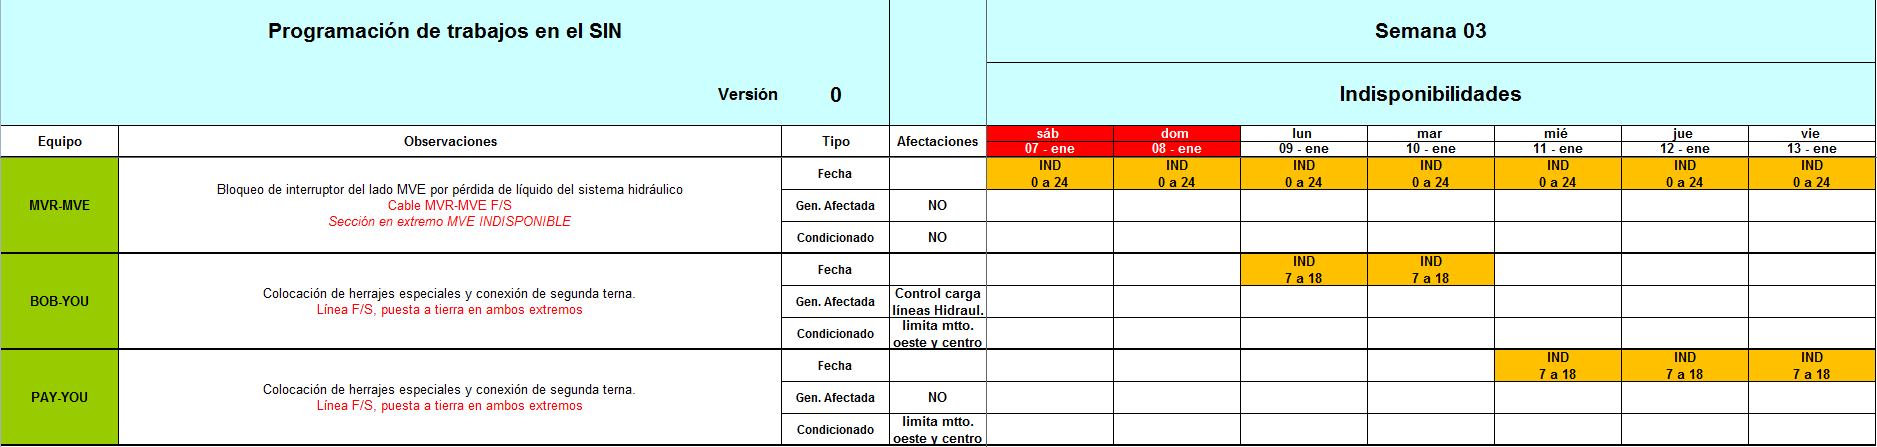 Programación de trabajos en el SIN
Versión 0
Semana 03
Indisponibilidades
Equipo Observaciones Tipo Afectaciones sáb dom lun mar mié jue vie
07 - ene 08 - ene 09 - ene 10 - ene 11 - ene 12 - ene 13 - ene
MVR-MVE
Bloqueo de interruptor del lado MVE por pérdida de líquido del sistema hidráulico
Cable MVR-MVE F/S
Sección en extremo MVE INDISPONIBLE
Fecha IND IND IND IND IND IND IND
0 a 24 0 a 24 0 a 24 0 a 24 0 a 24 0 a 24 0 a 24
Gen. Afectada NO
Condicionado NO
BOB-YOU
Colocación de herrajes especiales y conexión de segunda terna.
Línea F/S, puesta a tierra en ambos extremos
Fecha IND IND
7 a 18 7 a 18
Gen. Afectada Control carga
líneas Hidraul.
Condicionado limita mtto.
oeste y centro
PAY-YOU
Colocación de herrajes especiales y conexión de segunda terna.
Línea F/S, puesta a tierra en ambos extremos
Fecha IND IND IND
7 a 18 7 a 18 7 a 18
Gen. Afectada NO
Condicionado limita mtto.
oeste y centro